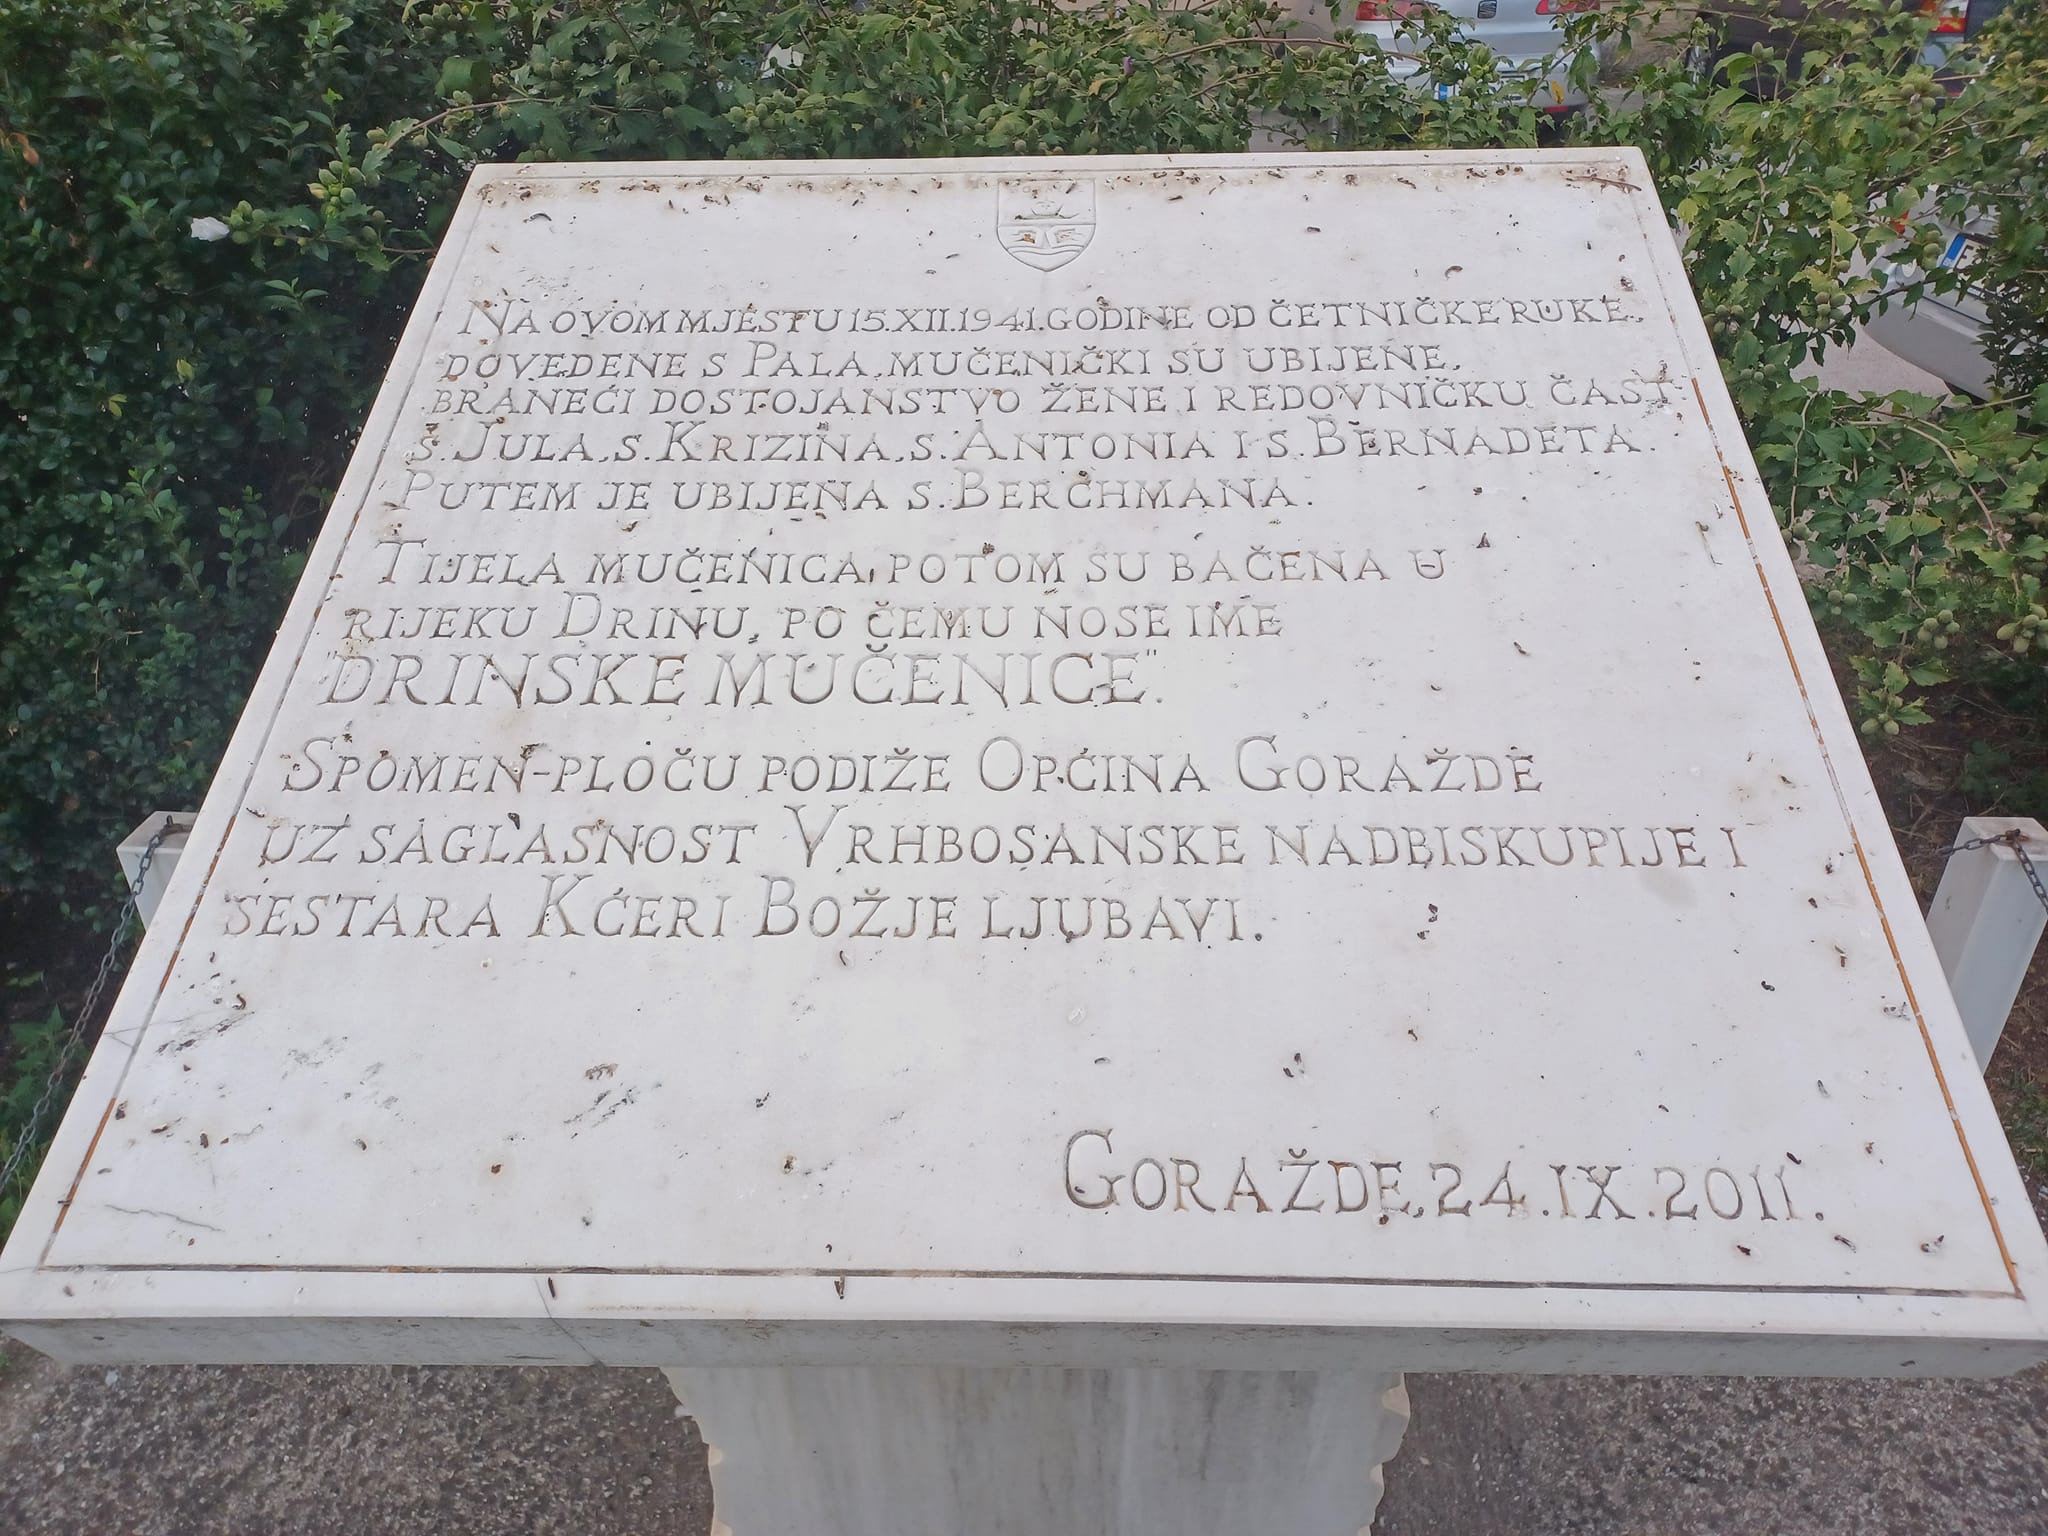 NA OVOM MJESTU 15.XII.1941.GODINE OD ČETNIČKE RUKE,
DOVEDENE S PALA, MUČENIČKI SU UBIJENE,
BRANEĆI DOSTOJANSTVO ŽENE I REDOVNIČKU ČAST:
S. JULA, S. KRIZINA, S. ANTONIA I S. BERNADETA.
PUTEM JE UBIJENA S. BERCHMANA.
TIJELA MUČENICA, POTOM SU BAČENA U
RIJEKU DRINU, PO ČEMU NOSE IME
"DRINSKE MUČENICE".
SPOMEN-PLOČU PODIŽE OPĆINA GORAŽDE
UZ SAGLASNOST VRHBOSANSKE NADBISKUPIJE I
SESTARA KĆERI BOŽJE LJUBAVI.
GORAŽDE, 24.IX.2011.